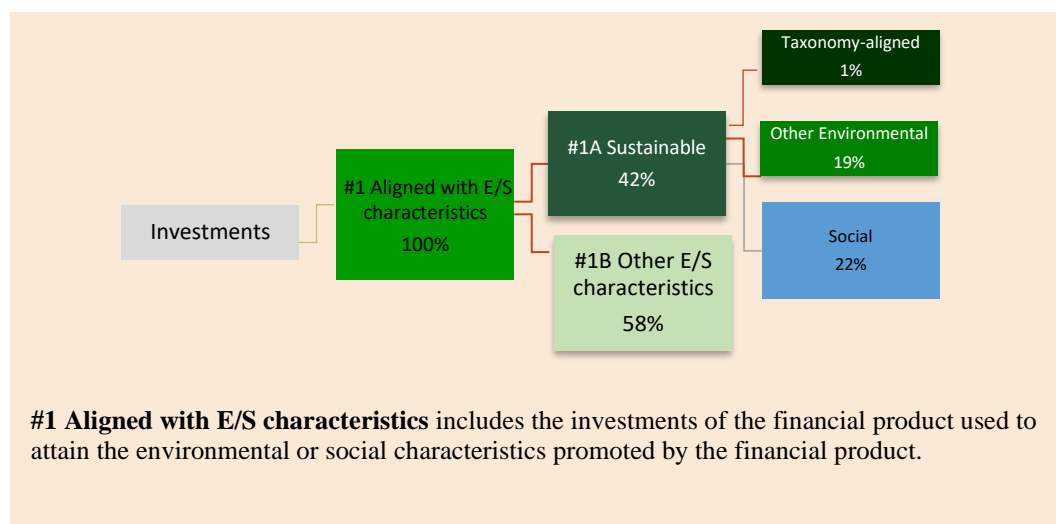 Taxonomy-aligned
1%
#1A Sustainable
42%
Other Environmental
19%
#1 Aligned with E/S
characteristics
100%
Investments
Social
22%
#1B Other E/S
characteristics
58%
#1 Aligned with E/S characteristics includes the investments of the financial product used to
attain the environmental or social characteristics promoted by the financial product.